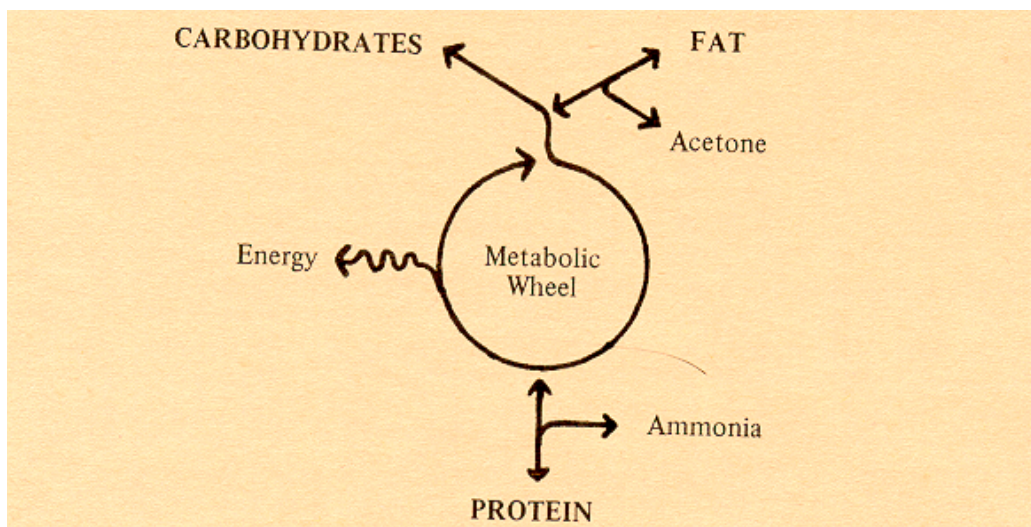 CARBOHYDRATES
FAT
Acetone
Energy
Metabolic
Wheel
Ammonia
PROTEIN